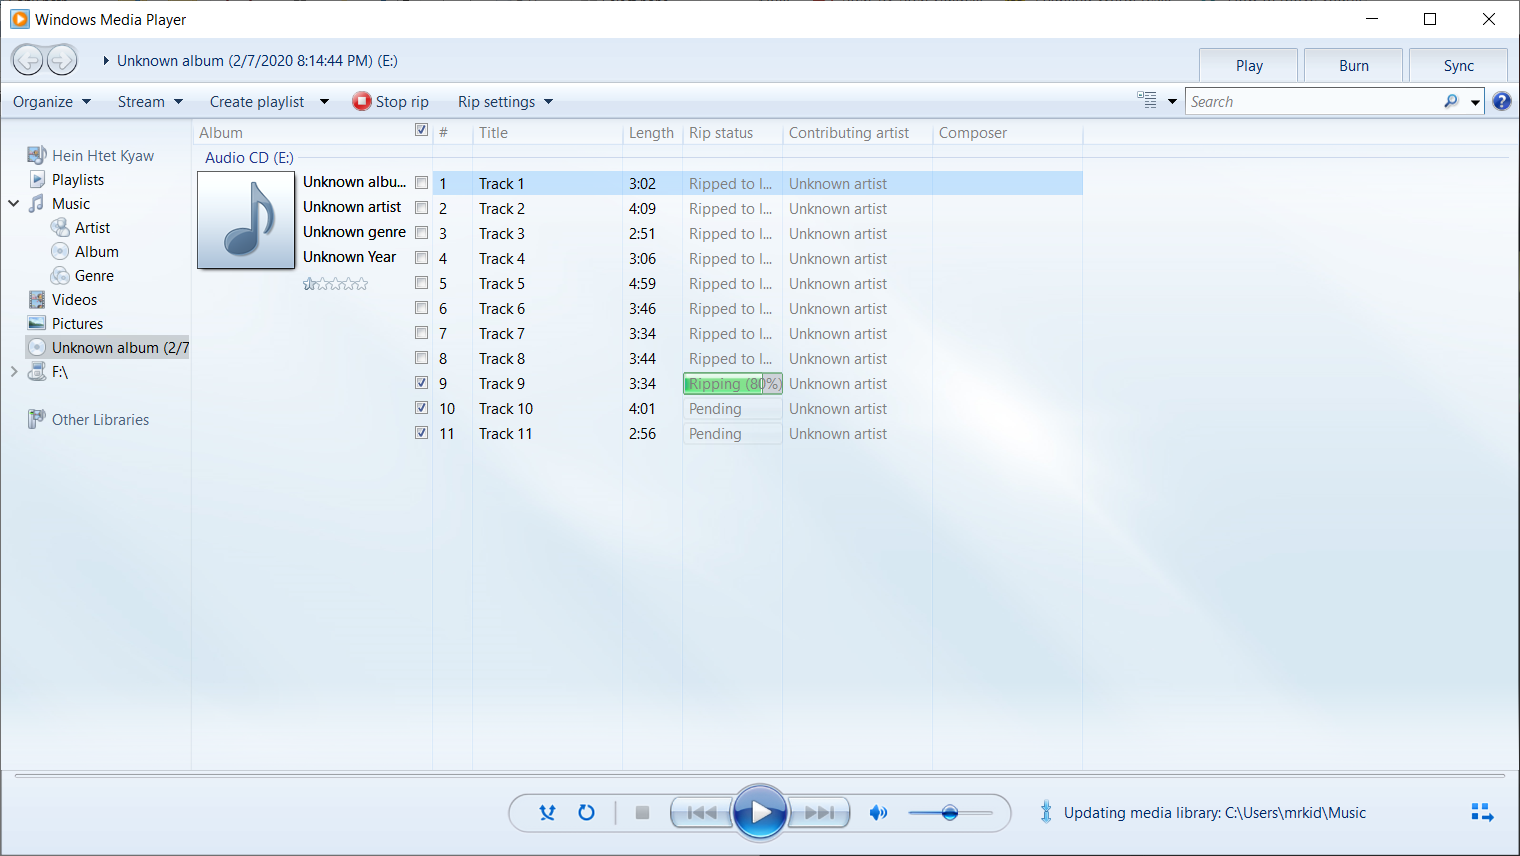 Windows Media Player
Unknown album (2/7/2020 8:14:44 PM) (E:)
Play Burn Sync
Organize Stream Create playlist Stop rip Rip settings Search
Album # Title Length Rip status Contributing artist Composer
Hein Htet Kyaw
Playlists
Music
Artist
Album
Genre
Videos
Pictures
Unknown album (2/7
F:\
Other Libraries
Audio CD (E:)
Unknown albu...
Unknown artist
Unknown genre
Unknown Year
1 Track 1 3:02 Ripped to l... Unknown artist
2 Track 2 4:09 Ripped to l... Unknown artist
3 Track 3 2:51 Ripped to l... Unknown artist
4 Track 4 3:06 Ripped to l... Unknown artist
5 Track 5 4:59 Ripped to l... Unknown artist
6 Track 6 3:46 Ripped to l... Unknown artist
7 Track 7 3:34 Ripped to l... Unknown artist
8 Track 8 3:44 Ripped to l... Unknown artist
9 Track 9 3:34 Ripping (80%) Unknown artist
10 Track 10 4:01 Pending Unknown artist
11 Track 11 2:56 Pending Unknown artist
Updating media library: C:\Users\mrkid\Music